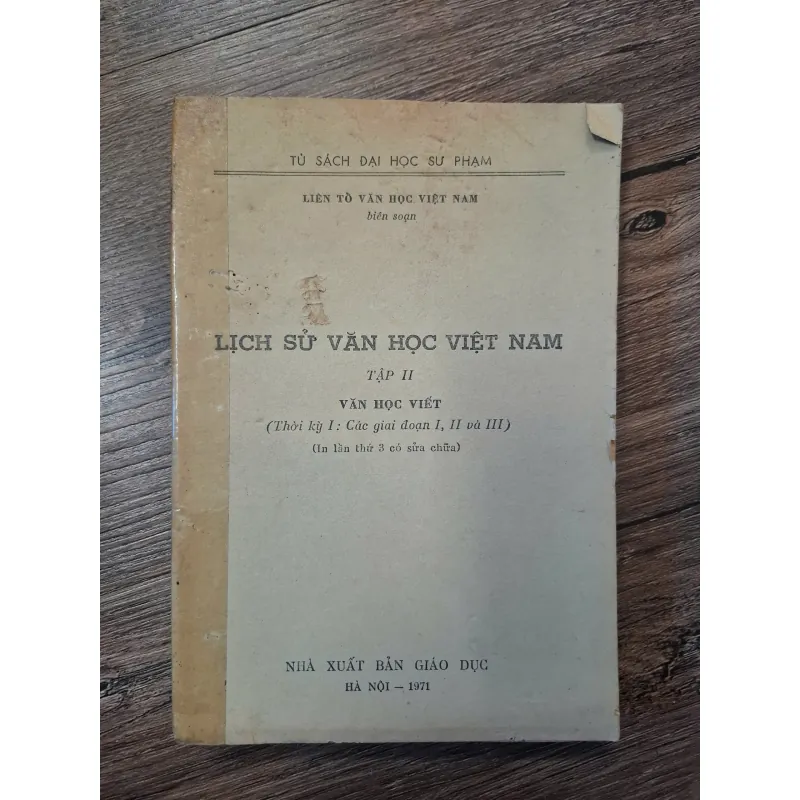 TỦ SÁCH ĐẠI HỌC SƯ PHẠM
LIÊN TỔ VĂN HỌC VIỆT NAM
biên soạn
LỊCH SỬ VĂN HỌC VIỆT NAM
TẬP II
VĂN HỌC VIẾT
(Thời kỳ I : Các giai đoạn I, II và III)
(In lần thứ 3 có sửa chữa)
NHÀ XUẤT BẢN GIÁO DỤC
HÀ NỘI – 1971